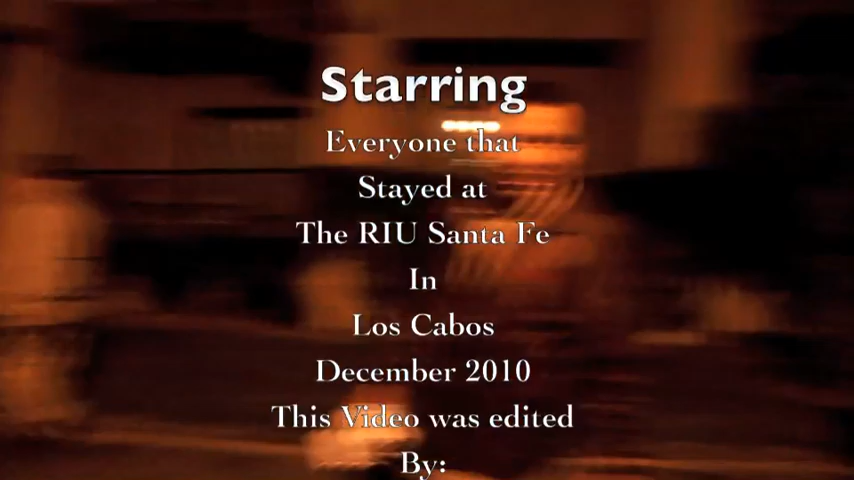 Starring
Everyone that
Stayed at
The RIU Santa Fe
In
Los Cabos
December 2010
This Video was edited
By: